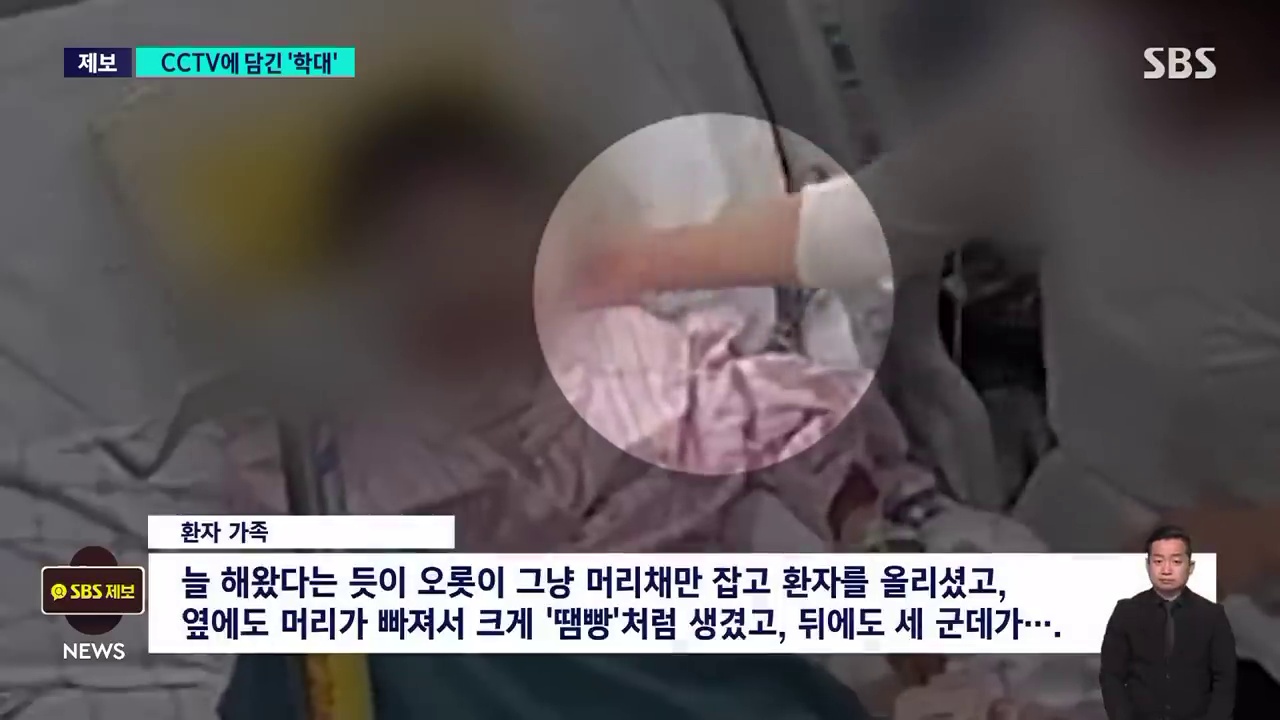 제보 CCTV에 담긴 '학대'
SBS
환자 가족
늘 해왔다는 듯이 오롯이 그냥 머리채만 잡고 환자를 올리셨고,
옆에도 머리가 빠져서 크게 '땜빵'처럼 생겼고, 뒤에도 세 군데가….
SBS 제보
NEWS